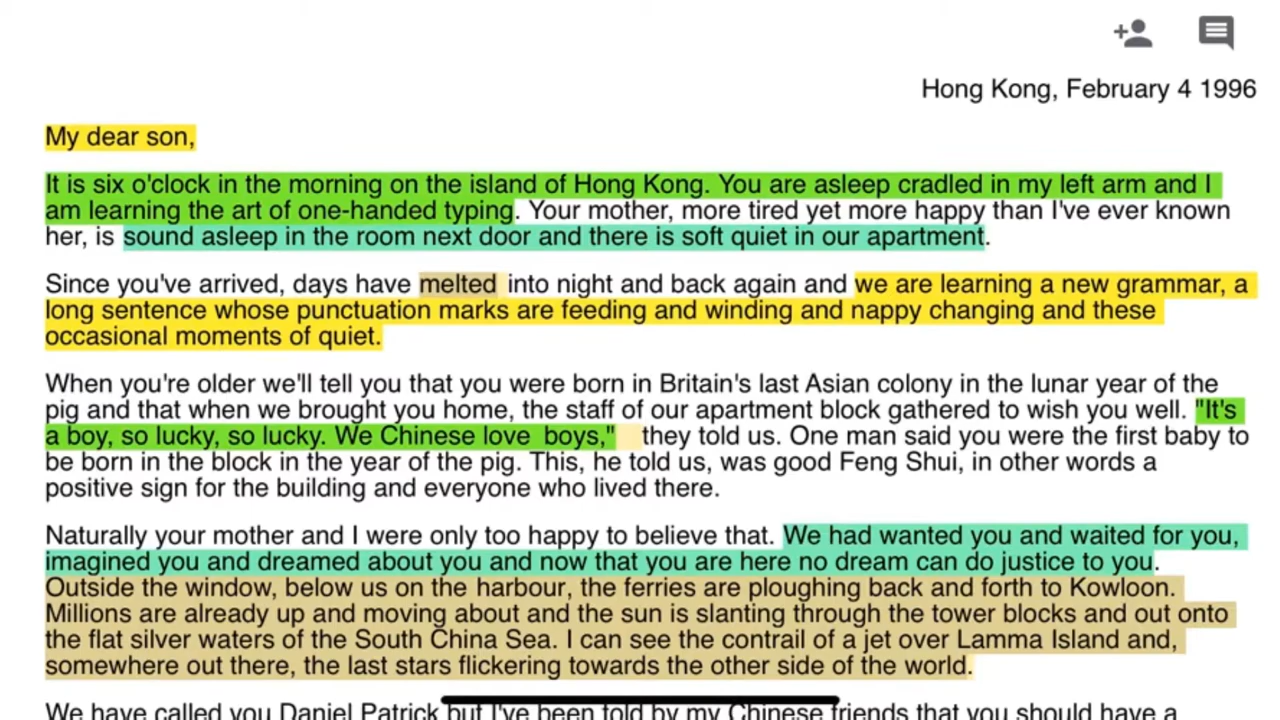 Hong Kong, February 4 1996
My dear son,
It is six o'clock in the morning on the island of Hong Kong. You are asleep cradled in my left arm and I
am learning the art of one-handed typing. Your mother, more tired yet more happy than I've ever known
her, is sound asleep in the room next door and there is soft quiet in our apartment.
Since you've arrived, days have melted into night and back again and we are learning a new grammar, a
long sentence whose punctuation marks are feeding and winding and nappy changing and these
occasional moments of quiet.
When you're older we'll tell you that you were born in Britain's last Asian colony in the lunar year of the
pig and that when we brought you home, the staff of our apartment block gathered to wish you well. "It's
a boy, so lucky, so lucky. We Chinese love boys," they told us. One man said you were the first baby to
be born in the block in the year of the pig. This, he told us, was good Feng Shui, in other words a
positive sign for the building and everyone who lived there.
Naturally your mother and I were only too happy to believe that. We had wanted you and waited for you,
imagined you and dreamed about you and now that you are here no dream can do justice to you.
Outside the window, below us on the harbour, the ferries are ploughing back and forth to Kowloon.
Millions are already up and moving about and the sun is slanting through the tower blocks and out onto
the flat silver waters of the South China Sea. I can see the contrail of a jet over Lamma Island and,
somewhere out there, the last stars flickering towards the other side of the world.
We have called you Daniel Patrick but I've been told by my Chinese friends that you should have a